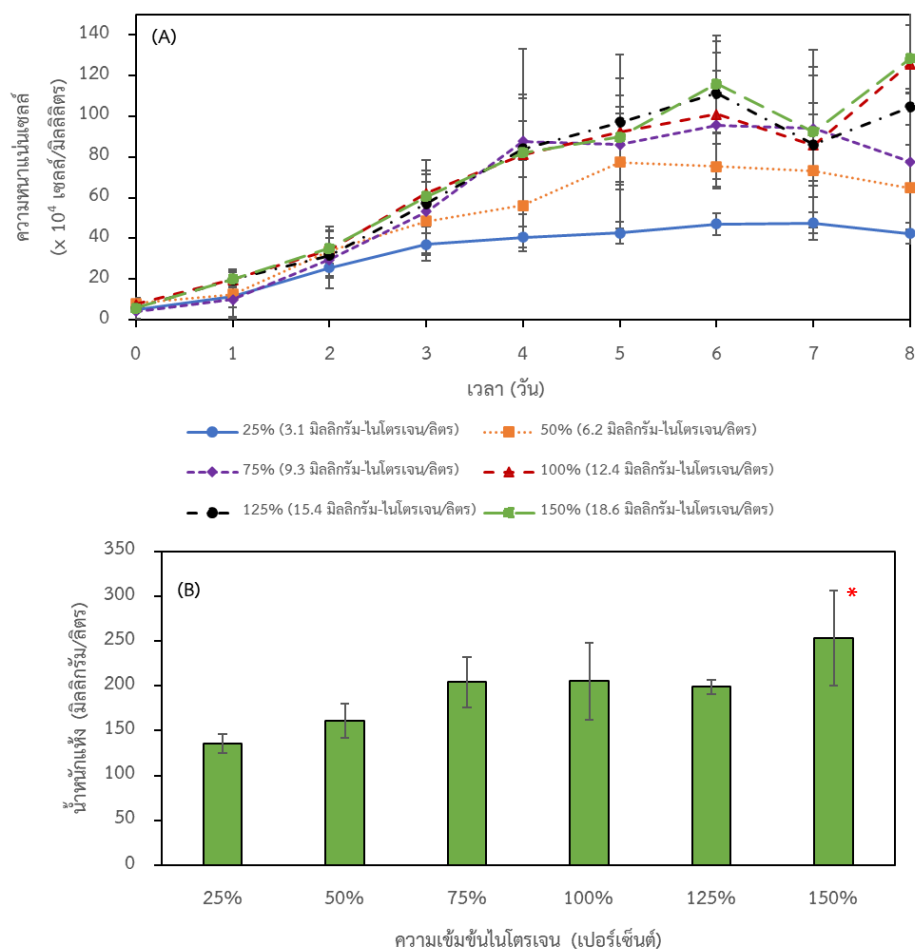 (A)
140
120
100
80
60
40
20
0
ความหนาแน่นเซลล์
(x 10⁴ เซลล์/มิลลิลิตร)
0 1 2 3 4 5 6 7 8
เวลา (วัน)
25% (3.1 มิลลิกรัม-ไนโตรเจน/ลิตร) 50% (6.2 มิลลิกรัม-ไนโตรเจน/ลิตร)
75% (9.3 มิลลิกรัม-ไนโตรเจน/ลิตร) 100% (12.4 มิลลิกรัม-ไนโตรเจน/ลิตร)
125% (15.4 มิลลิกรัม-ไนโตรเจน/ลิตร) 150% (18.6 มิลลิกรัม-ไนโตรเจน/ลิตร)
(B)
*
350
300
250
200
150
100
50
0
น้ำหนักแห้ง (มิลลิกรัม/ลิตร)
25% 50% 75% 100% 125% 150%
ความเข้มข้นไนโตรเจน (เปอร์เซ็นต์)